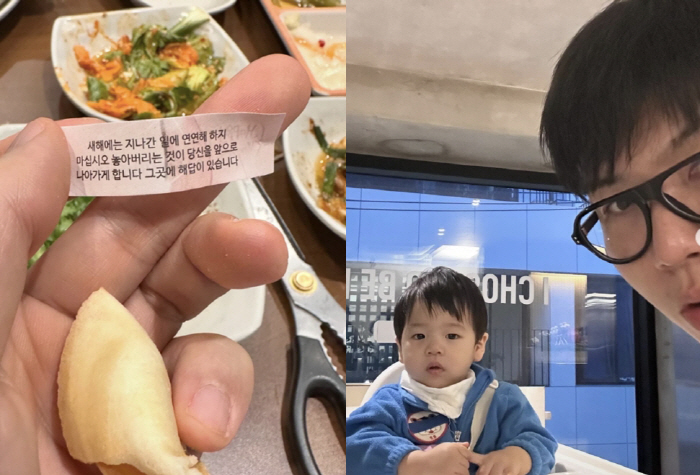 새해에는 지나간 일에 연연해 하지
마십시오 놓아버리는 것이 당신을 앞으로
나아가게 합니다 그곳에 해답이 있습니다